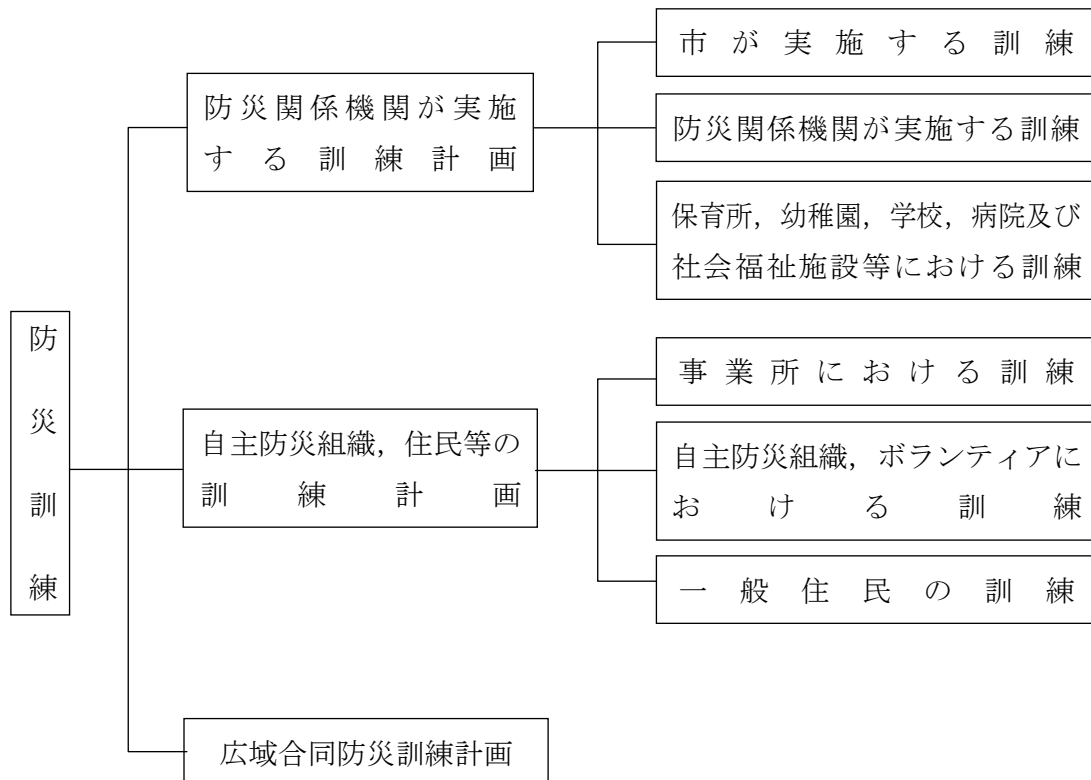 防災訓練
防災関係機関が実施
する訓練計画
市が実施する訓練
防災関係機関が実施する訓練
保育所，幼稚園，学校，病院及び
社会福祉施設等における訓練
自主防災組織，住民等の
訓練計画
事業所における訓練
自主防災組織，ボランティアに
おける訓練
一般住民の訓練
広域合同防災訓練計画